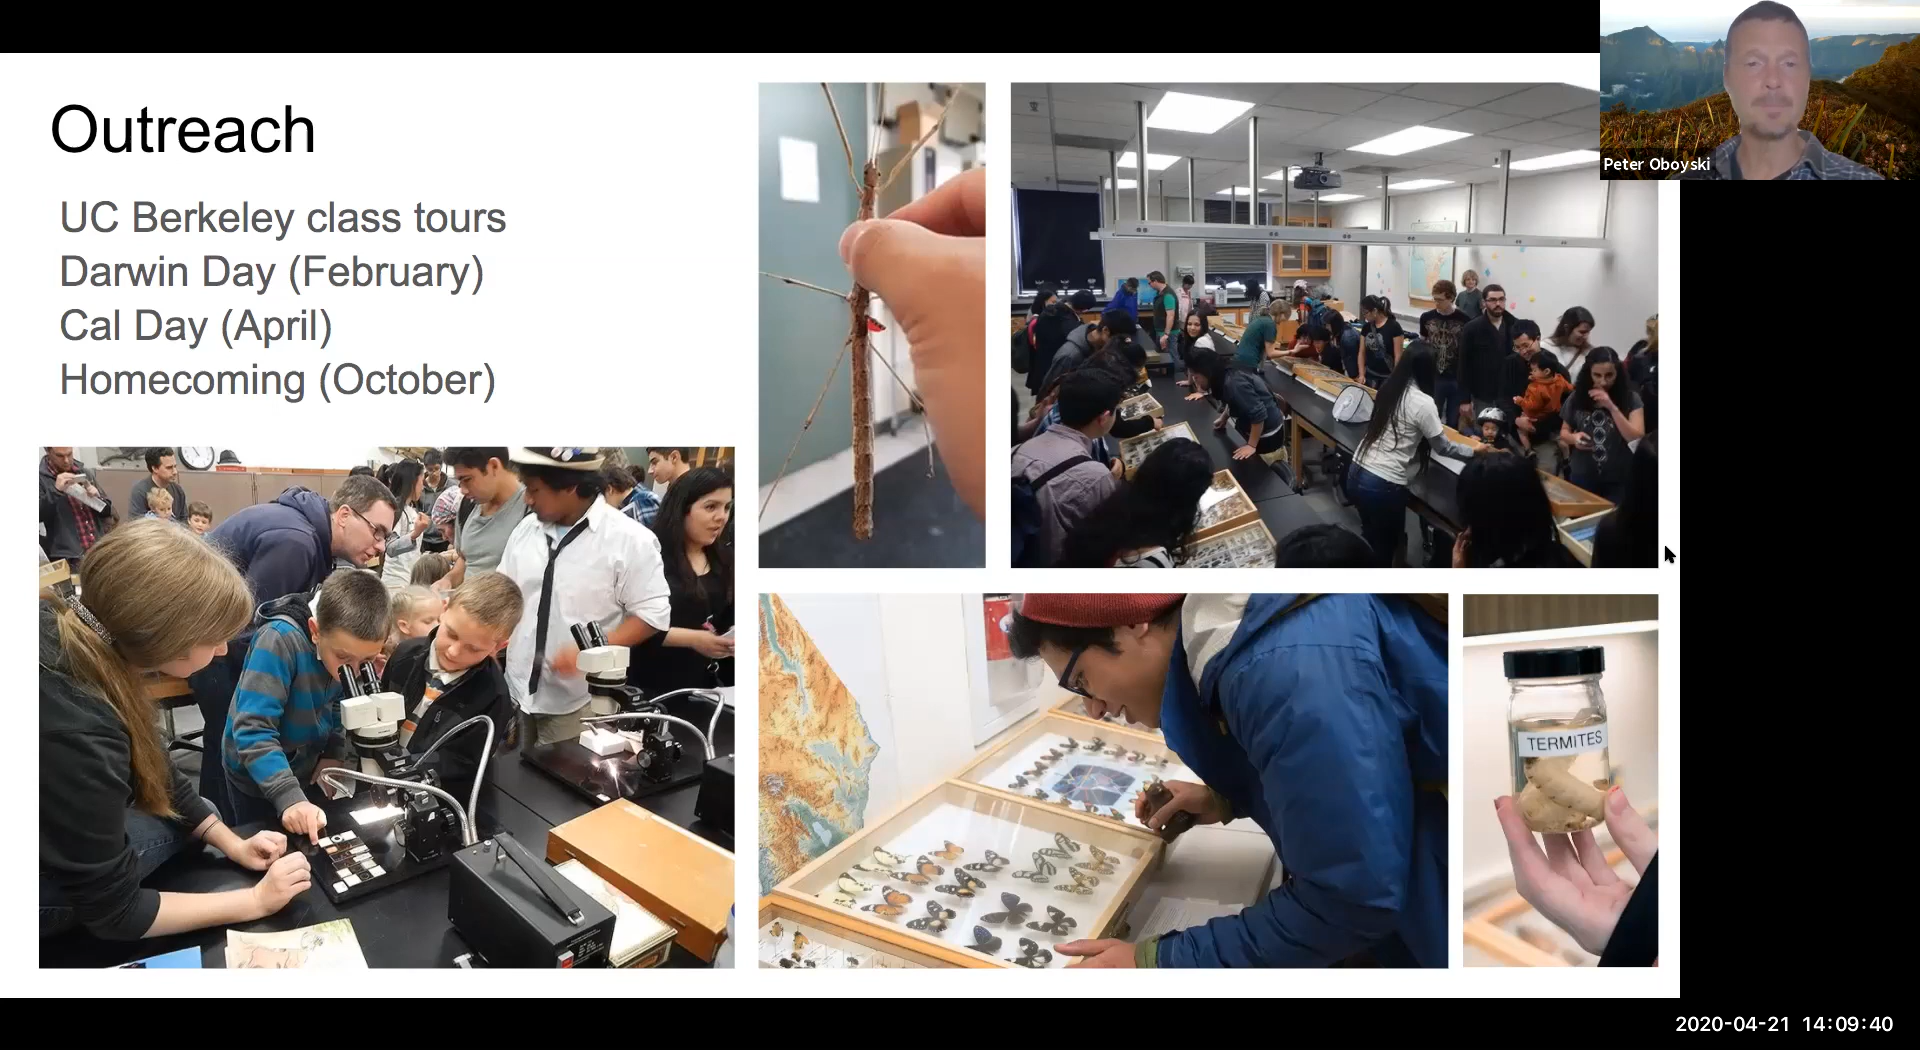 Outreach
UC Berkeley class tours
Darwin Day (February)
Cal Day (April)
Homecoming (October)
Peter Oboyski
TERMITES
2020-04-21 14:09:40